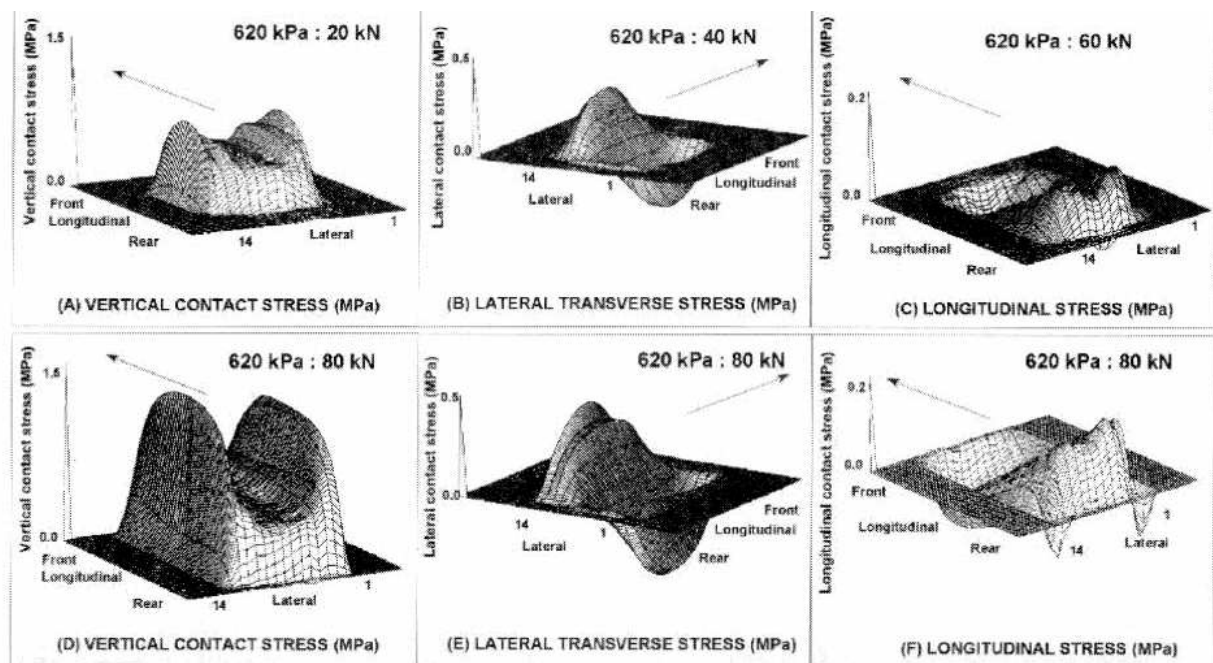 620 kPa : 20 kN
Vertical contact stress (MPa)
1.5
0.0
Front
Longitudinal
Rear
14
Lateral
1
(A) VERTICAL CONTACT STRESS (MPa)
620 kPa : 40 kN
Lateral contact stress (MPa)
0.5
0.0
14
Lateral
1
Front
Longitudinal
Rear
(B) LATERAL TRANSVERSE STRESS (MPa)
620 kPa : 60 kN
Longitudinal contact stress (MPa)
0.2
0.0
Front
Longitudinal
Rear
14
Lateral
1
(C) LONGITUDINAL STRESS (MPa)
620 kPa : 80 kN
Vertical contact stress (MPa)
1.5
0.0
Front
Longitudinal
Rear
14
Lateral
1
(D) VERTICAL CONTACT STRESS (MPa)
620 kPa : 80 kN
Lateral contact stress (MPa)
0.5
0.0
14
Lateral
1
Front
Longitudinal
Rear
(E) LATERAL TRANSVERSE STRESS (MPa)
620 kPa : 80 kN
Longitudinal contact stress (MPa)
0.2
0.0
Front
Longitudinal
Rear
14
Lateral
1
(F) LONGITUDINAL STRESS (MPa)